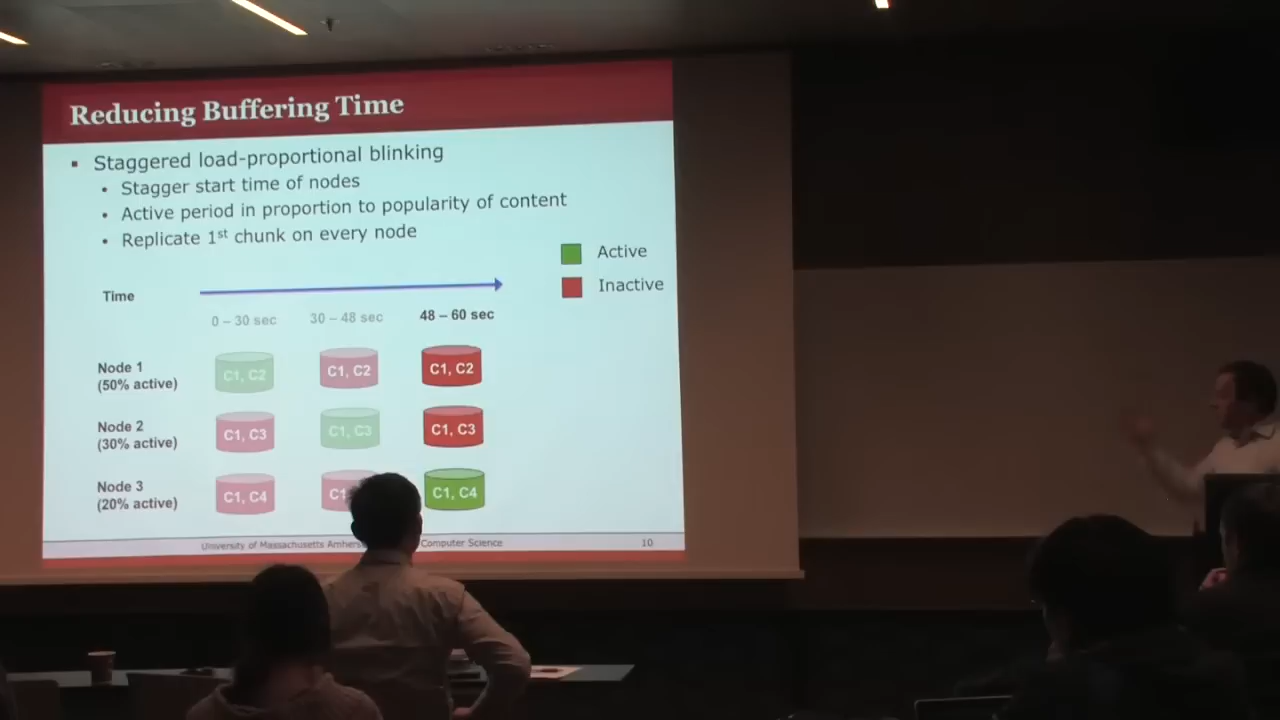 Reducing Buffering Time
Staggered load-proportional blinking
Stagger start time of nodes
Active period in proportion to popularity of content
Replicate 1st chunk on every node
Active
Inactive
Time
0 – 30 sec
30 – 48 sec
48 – 60 sec
Node 1
(50% active)
C1, C2
C1, C2
C1, C2
Node 2
(30% active)
C1, C3
C1, C3
C1, C3
Node 3
(20% active)
C1, C4
C1
C1, C4
University of Massachusetts Amherst Computer Science
10